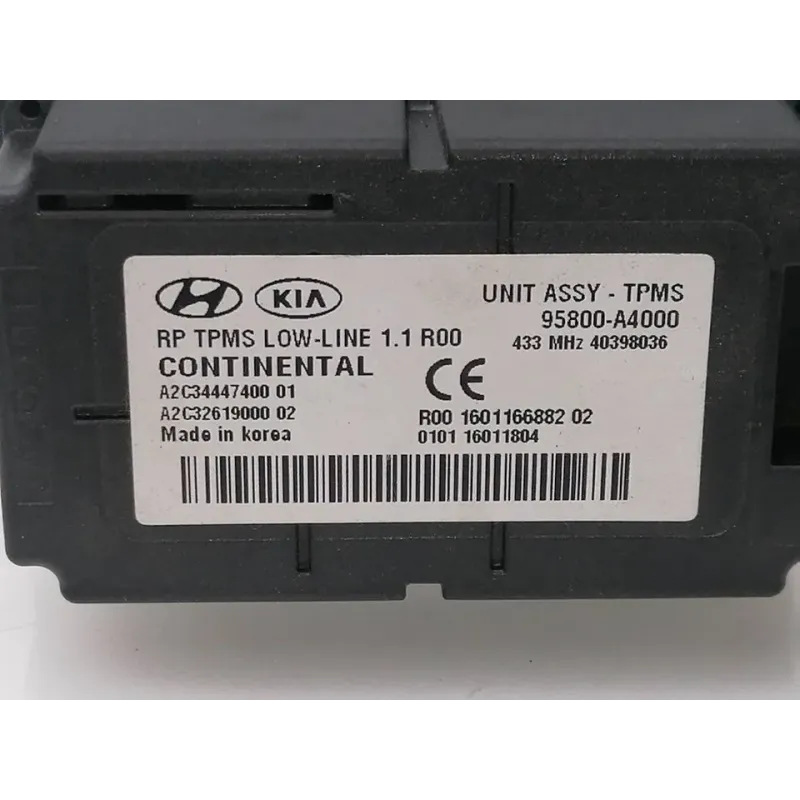 KIA
UNIT ASSY - TPMS
RP TPMS LOW-LINE 1.1 R00
95800-A4000
433 MHz 40398036
CONTINENTAL
CE
A2C34447400 01
A2C32619000 02
R00 1601166882 02
Made in korea
0101 16011804